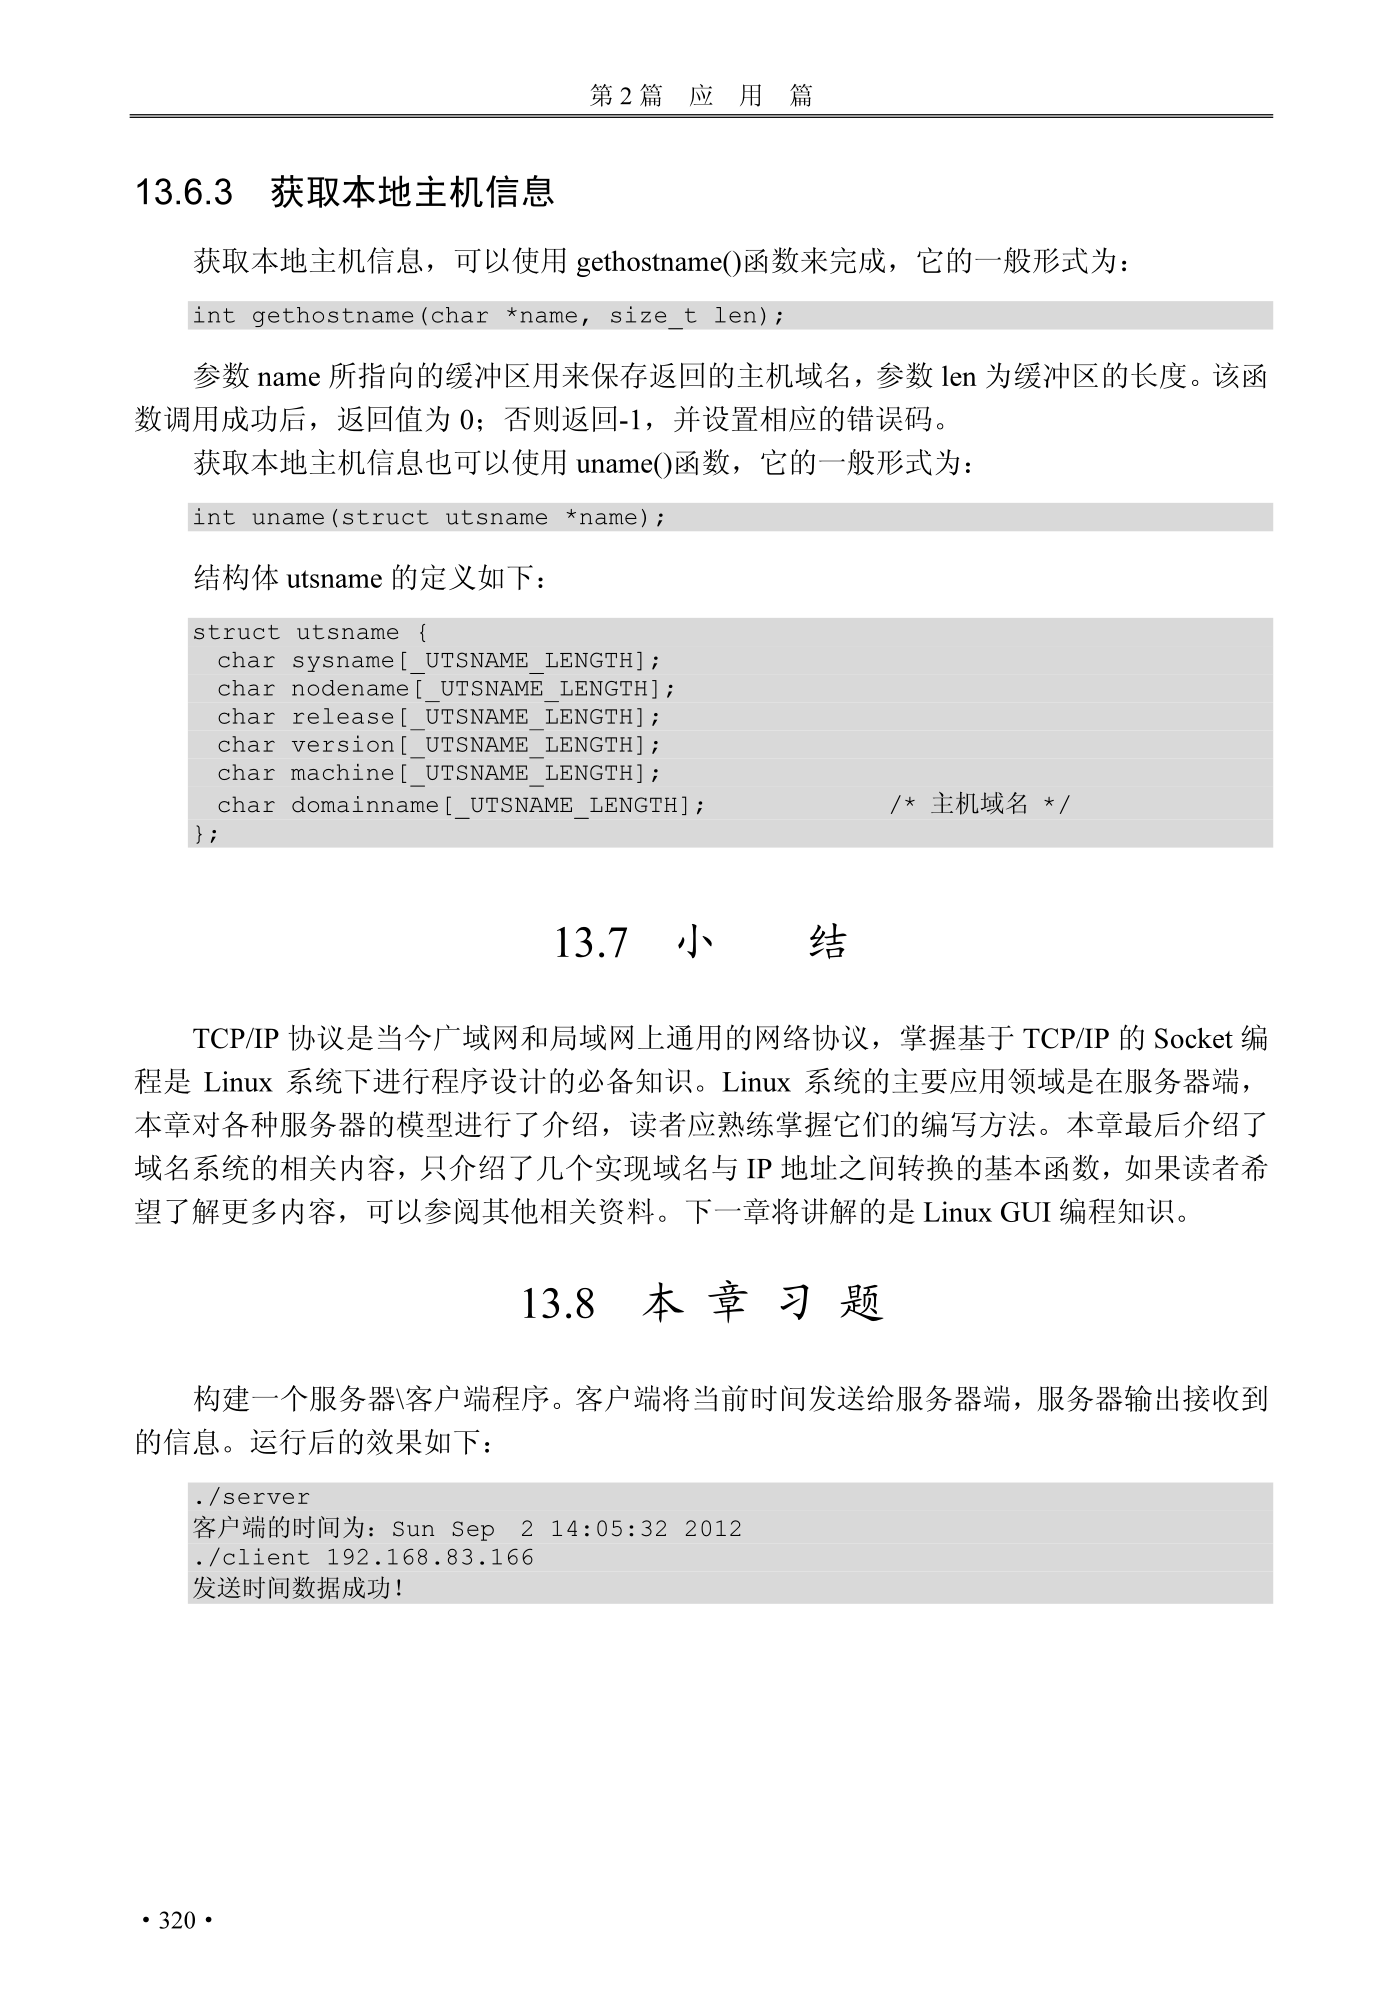 第 2 篇　应　用　篇
13.6.3　获取本地主机信息
获取本地主机信息，可以使用 gethostname()函数来完成，它的一般形式为：
int gethostname(char *name, size_t len);
参数 name 所指向的缓冲区用来保存返回的主机域名，参数 len 为缓冲区的长度。该函
数调用成功后，返回值为 0；否则返回-1，并设置相应的错误码。
获取本地主机信息也可以使用 uname()函数，它的一般形式为：
int uname(struct utsname *name);
结构体 utsname 的定义如下：
struct utsname {
char sysname[_UTSNAME_LENGTH];
char nodename[_UTSNAME_LENGTH];
char release[_UTSNAME_LENGTH];
char version[_UTSNAME_LENGTH];
char machine[_UTSNAME_LENGTH];
char domainname[_UTSNAME_LENGTH]; /* 主机域名 */
};
13.7　小　　结
TCP/IP 协议是当今广域网和局域网上通用的网络协议，掌握基于 TCP/IP 的 Socket 编
程是 Linux 系统下进行程序设计的必备知识。Linux 系统的主要应用领域是在服务器端，
本章对各种服务器的模型进行了介绍，读者应熟练掌握它们的编写方法。本章最后介绍了
域名系统的相关内容，只介绍了几个实现域名与 IP 地址之间转换的基本函数，如果读者希
望了解更多内容，可以参阅其他相关资料。下一章将讲解的是 Linux GUI 编程知识。
13.8　本 章 习 题
构建一个服务器\客户端程序。客户端将当前时间发送给服务器端，服务器输出接收到
的信息。运行后的效果如下：
./server
客户端的时间为：Sun Sep  2 14:05:32 2012
./client 192.168.83.166
发送时间数据成功！
·320·